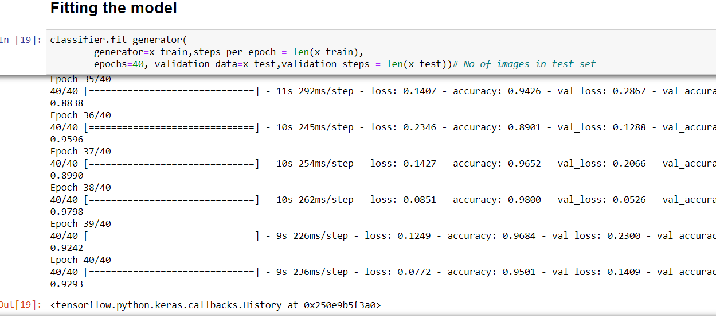 Fitting the model
In [19]: classifier.fit_generator(
generator=x_train,steps_per_epoch = len(x_train),
epochs=40, validation_data=x_test,validation_steps = len(x_test))# No of images in test set
Epoch 35/40
40/40 [==============================] - 11s 292ms/step - loss: 0.1407 - accuracy: 0.9426 - val_loss: 0.2867 - val_accura
0.8838
Epoch 36/40
40/40 [==============================] - 10s 245ms/step - loss: 0.2346 - accuracy: 0.8901 - val_loss: 0.1288 - val_accura
0.9596
Epoch 37/40
40/40 [==============================] - 10s 254ms/step - loss: 0.1427 - accuracy: 0.9652 - val_loss: 0.2066 - val_accura
0.8990
Epoch 38/40
40/40 [==============================] - 10s 262ms/step - loss: 0.0851 - accuracy: 0.9800 - val_loss: 0.0526 - val_accura
0.9798
Epoch 39/40
40/40 [==============================] - 9s 226ms/step - loss: 0.1249 - accuracy: 0.9684 - val_loss: 0.2300 - val_accurac
0.9242
Epoch 40/40
40/40 [==============================] - 9s 236ms/step - loss: 0.0772 - accuracy: 0.9501 - val_loss: 0.1409 - val_accurac
0.9293
Out[19]: <tensorflow.python.keras.callbacks.History at 0x250e9b5f3a0>